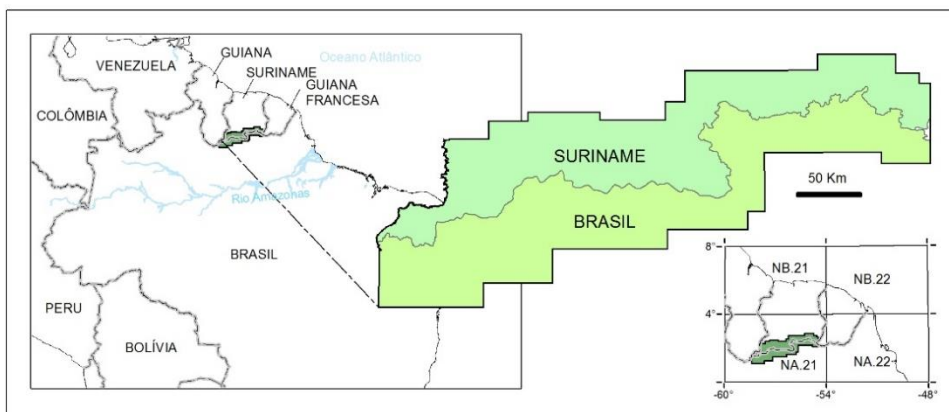 Oceano Atlântico
GUIANA
VENEZUELA
SURINAME
GUIANA
FRANCESA
COLÔMBIA
Rio Amazonas
BRASIL
PERU
BOLÍVIA
SURINAME
BRASIL
50 Km
8°
NB.21
NB.22
4°
NA.21
NA.22
-60°
-54°
-48°